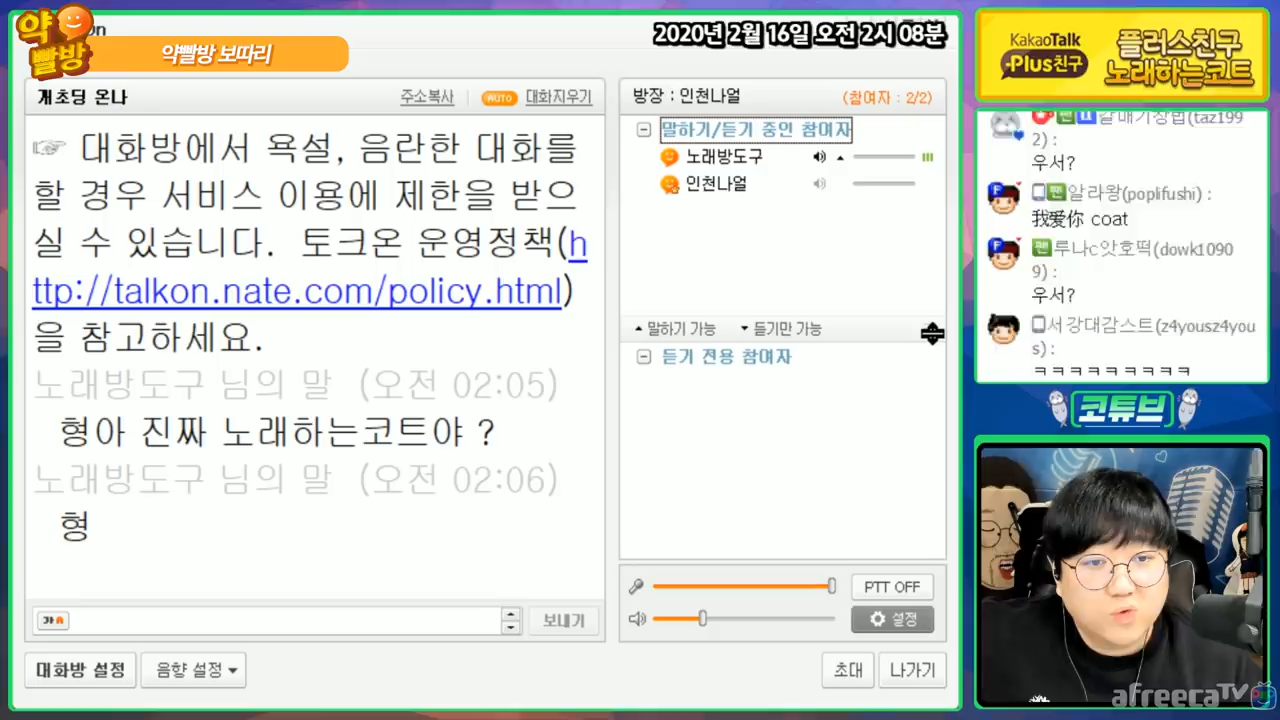 약빨방
on
약빨방 보따리
2020년 2월 16일 오전 2시 08분
개초딩 온나
주소복사
AUTO
대화지우기
☞ 대화방에서 욕설, 음란한 대화를
할 경우 서비스 이용에 제한을 받으
실 수 있습니다. 토크온 운영정책(h
ttp://talkon.nate.com/policy.html)
을 참고하세요.
노래방도구 님의 말 (오전 02:05)
형아 진짜 노래하는코트야 ?
노래방도구 님의 말 (오전 02:06)
형
가
보내기
대화방 설정
음향 설정
방장 : 인천나얼
(참여자 : 2/2)
말하기/듣기 중인 참여자
노래방도구
인천나얼
말하기 가능
듣기만 가능
듣기 전용 참여자
PTT OFF
설정
초대
나가기
KakaoTalk
Plus친구
플러스친구
노래하는코트
(taz199
2) :
우서?
팬 알라왕(poplifushi) :
我爱你 coat
팬 루나c앗호떡(dowk1090
9) :
우서?
서강대감스트(z4yousz4you
s) :
ㅋㅋㅋㅋㅋㅋㅋㅋㅋ
코튜브
afreecaTV